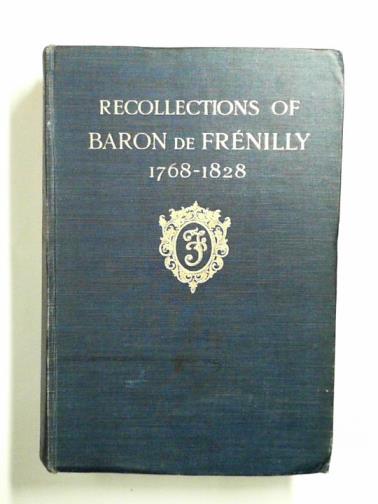 RECOLLECTIONS OF
BARON DE FRÉNILLY
1768-1828
F